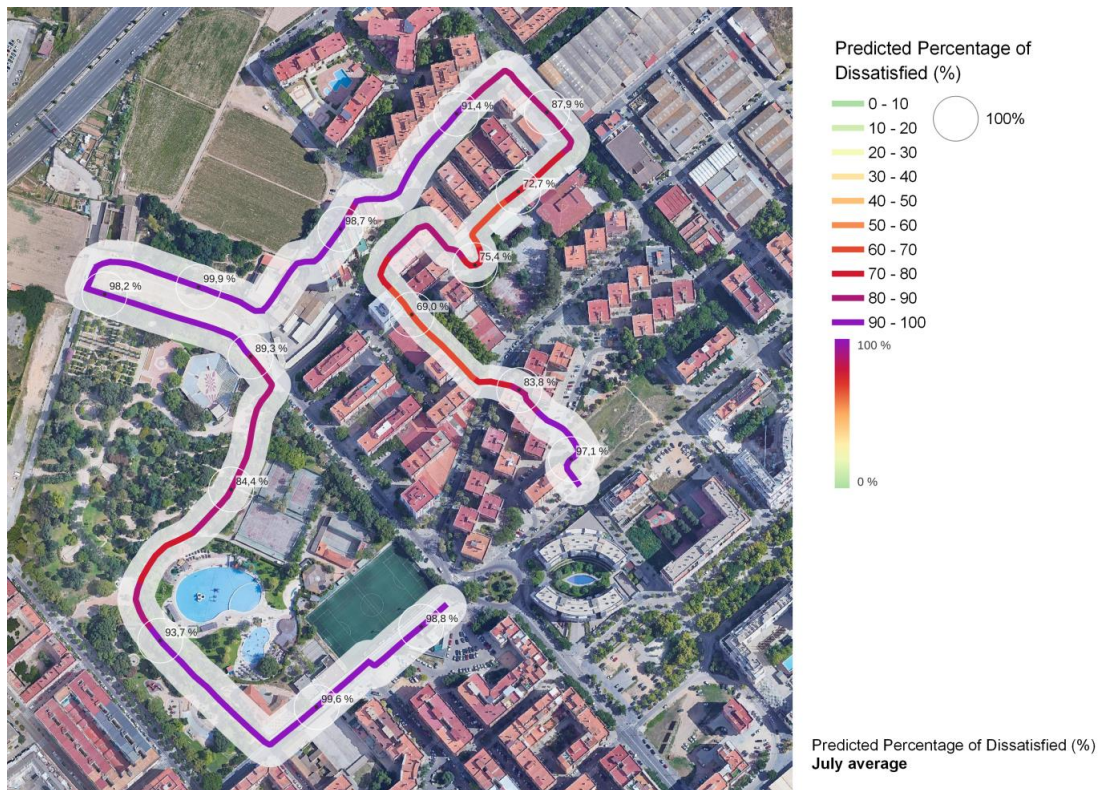 Predicted Percentage of
Dissatisfied (%)
0 - 10
10 - 20
20 - 30
30 - 40
40 - 50
50 - 60
60 - 70
70 - 80
80 - 90
90 - 100
100%
100 %
0 %
91,4 %
87,9 %
72,7 %
98,7 %
75,4 %
99,9 %
98,2 %
69,0 %
89,3 %
83,8 %
97,1 %
84,4 %
98,8 %
93,7 %
99,6 %
Predicted Percentage of Dissatisfied (%)
July average